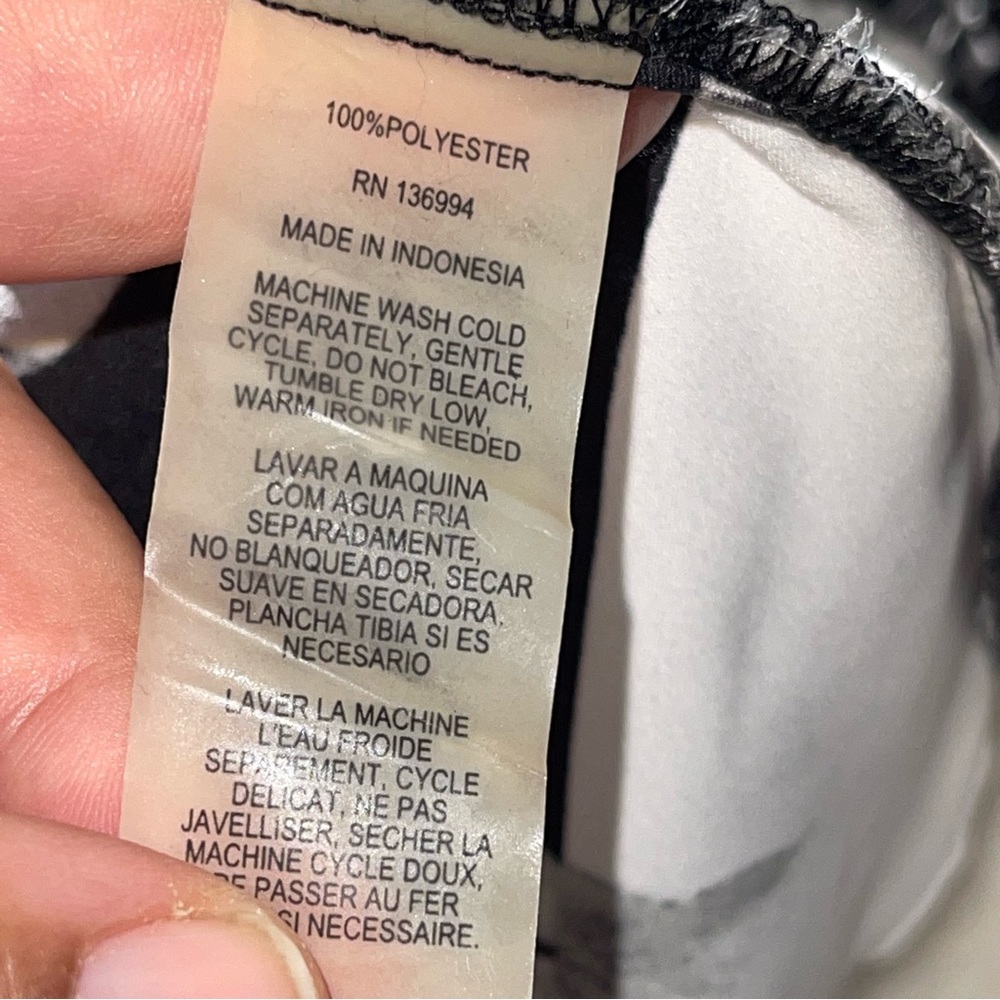 100%POLYESTER
RN 136994
MADE IN INDONESIA
MACHINE WASH COLD
SEPARATELY, GENTLE
CYCLE, DO NOT BLEACH,
TUMBLE DRY LOW,
WARM IRON IF NEEDED
LAVAR A MAQUINA
COM AGUA FRIA
SEPARADAMENTE,
NO BLANQUEADOR, SECAR
SUAVE EN SECADORA.
PLANCHA TIBIA SI ES
NECESARIO
LAVER LA MACHINE
L'EAU FROIDE
SEPAREMENT, CYCLE
DELICAT, NE PAS
JAVELLISER, SECHER LA
MACHINE CYCLE DOUX,
PASSER AU FER
SI NECESSAIRE.